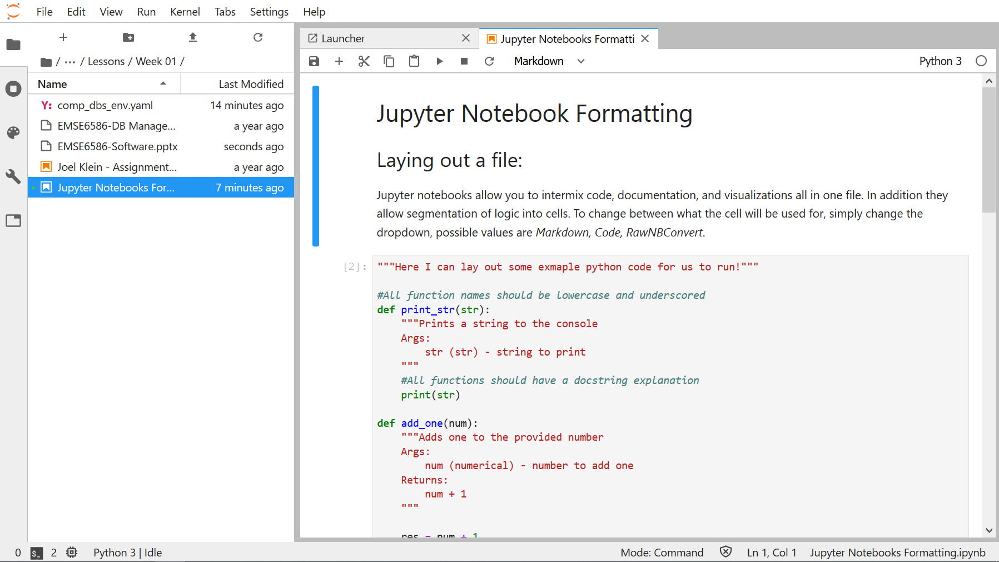 File Edit View Run Kernel Tabs Settings Help
Launcher
Jupyter Notebooks Formatti
/ ··· / Lessons / Week 01 /
Markdown
Python 3
Name Last Modified
Y: comp_dbs_env.yaml 14 minutes ago
EMSE6586-DB Manage... a year ago
EMSE6586-Software.pptx seconds ago
Joel Klein - Assignment... a year ago
Jupyter Notebooks For... 7 minutes ago
Jupyter Notebook Formatting
Laying out a file:
Jupyter notebooks allow you to intermix code, documentation, and visualizations all in one file. In addition they
allow segmentation of logic into cells. To change between what the cell will be used for, simply change the
dropdown, possible values are Markdown, Code, RawNBConvert.
[2]: """Here I can lay out some exmaple python code for us to run!"""
#All function names should be lowercase and underscored
def print_str(str):
"""Prints a string to the console
Args:
str (str) - string to print
"""
#All functions should have a docstring explanation
print(str)
def add_one(num):
"""Adds one to the provided number
Args:
num (numerical) - number to add one
Returns:
num + 1
"""
res = num + 1
0 $_ 2 Python 3 | Idle Mode: Command Ln 1, Col 1 Jupyter Notebooks Formatting.ipynb